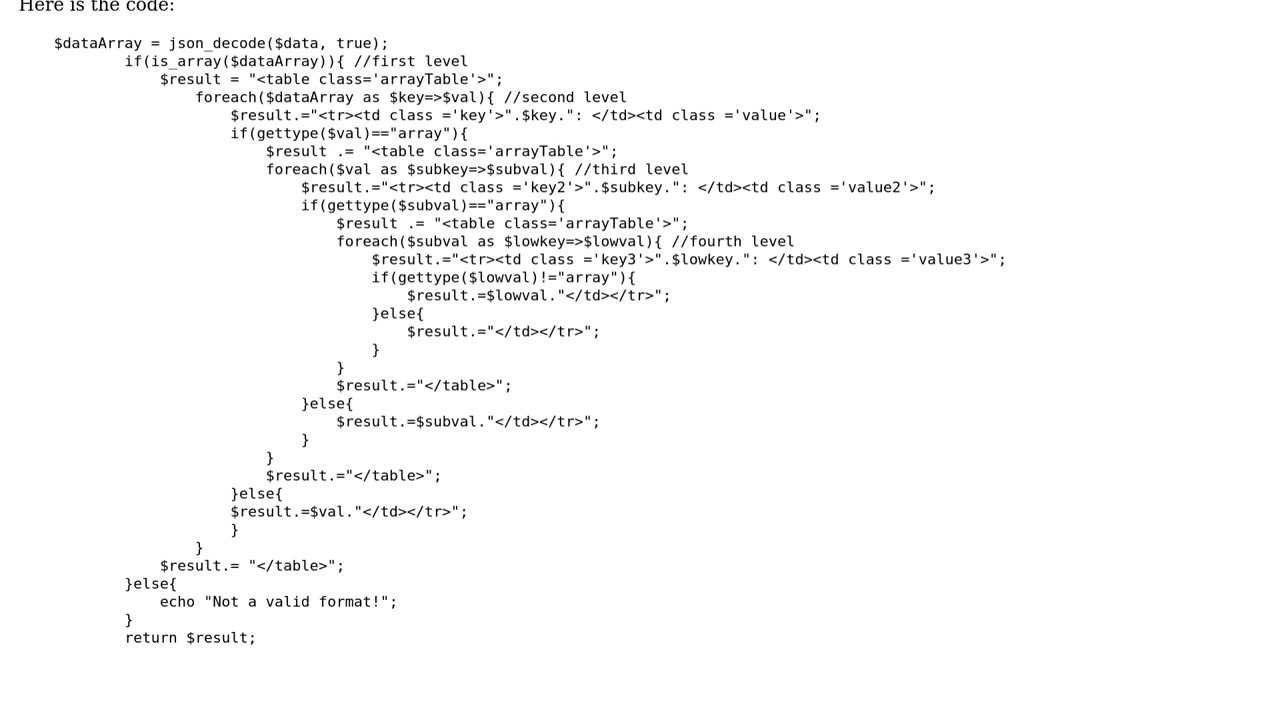 Here is the code:
$dataArray = json_decode($data, true);
if(is_array($dataArray)){ //first level
$result = "<table class='arrayTable'>";
foreach($dataArray as $key=>$val){ //second level
$result.="<tr><td class ='key'>".$key.": </td><td class ='value'>";
if(gettype($val)=="array"){
$result .= "<table class='arrayTable'>";
foreach($val as $subkey=>$subval){ //third level
$result.="<tr><td class ='key2'>".$subkey.": </td><td class ='value2'>";
if(gettype($subval)=="array"){
$result .= "<table class='arrayTable'>";
foreach($subval as $lowkey=>$lowval){ //fourth level
$result.="<tr><td class ='key3'>".$lowkey.": </td><td class ='value3'>";
if(gettype($lowval)!="array"){
$result.=$lowval."</td></tr>";
}else{
$result.="</td></tr>";
}
}
$result.="</table>";
}else{
$result.=$subval."</td></tr>";
}
}
$result.="</table>";
}else{
$result.=$val."</td></tr>";
}
}
$result.= "</table>";
}else{
echo "Not a valid format!";
}
return $result;